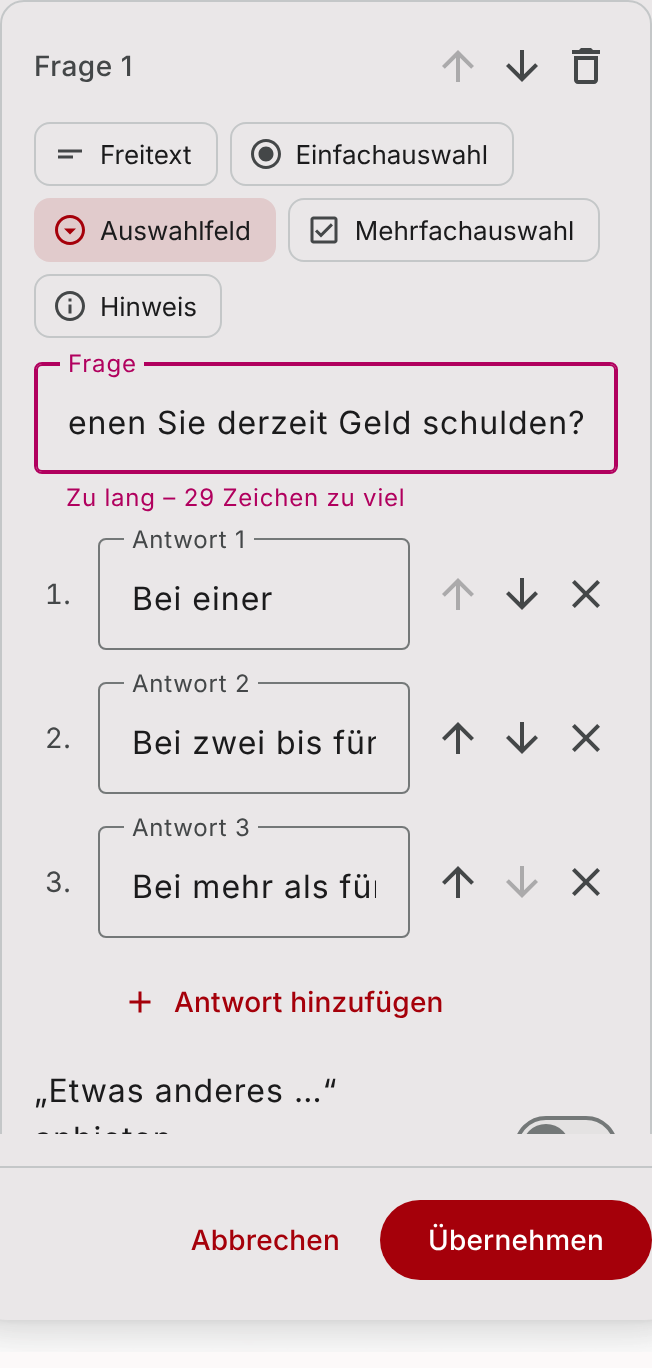 Frage 1
Freitext
Einfachauswahl
Auswahlfeld
Mehrfachauswahl
Hinweis
Frage
enen Sie derzeit Geld schulden?
Zu lang – 29 Zeichen zu viel
Antwort 1
1. Bei einer
Antwort 2
2. Bei zwei bis
Antwort 3
3. Bei mehr als
+ Antwort hinzufügen
„Etwas anderes ...“
Abbrechen
Übernehmen